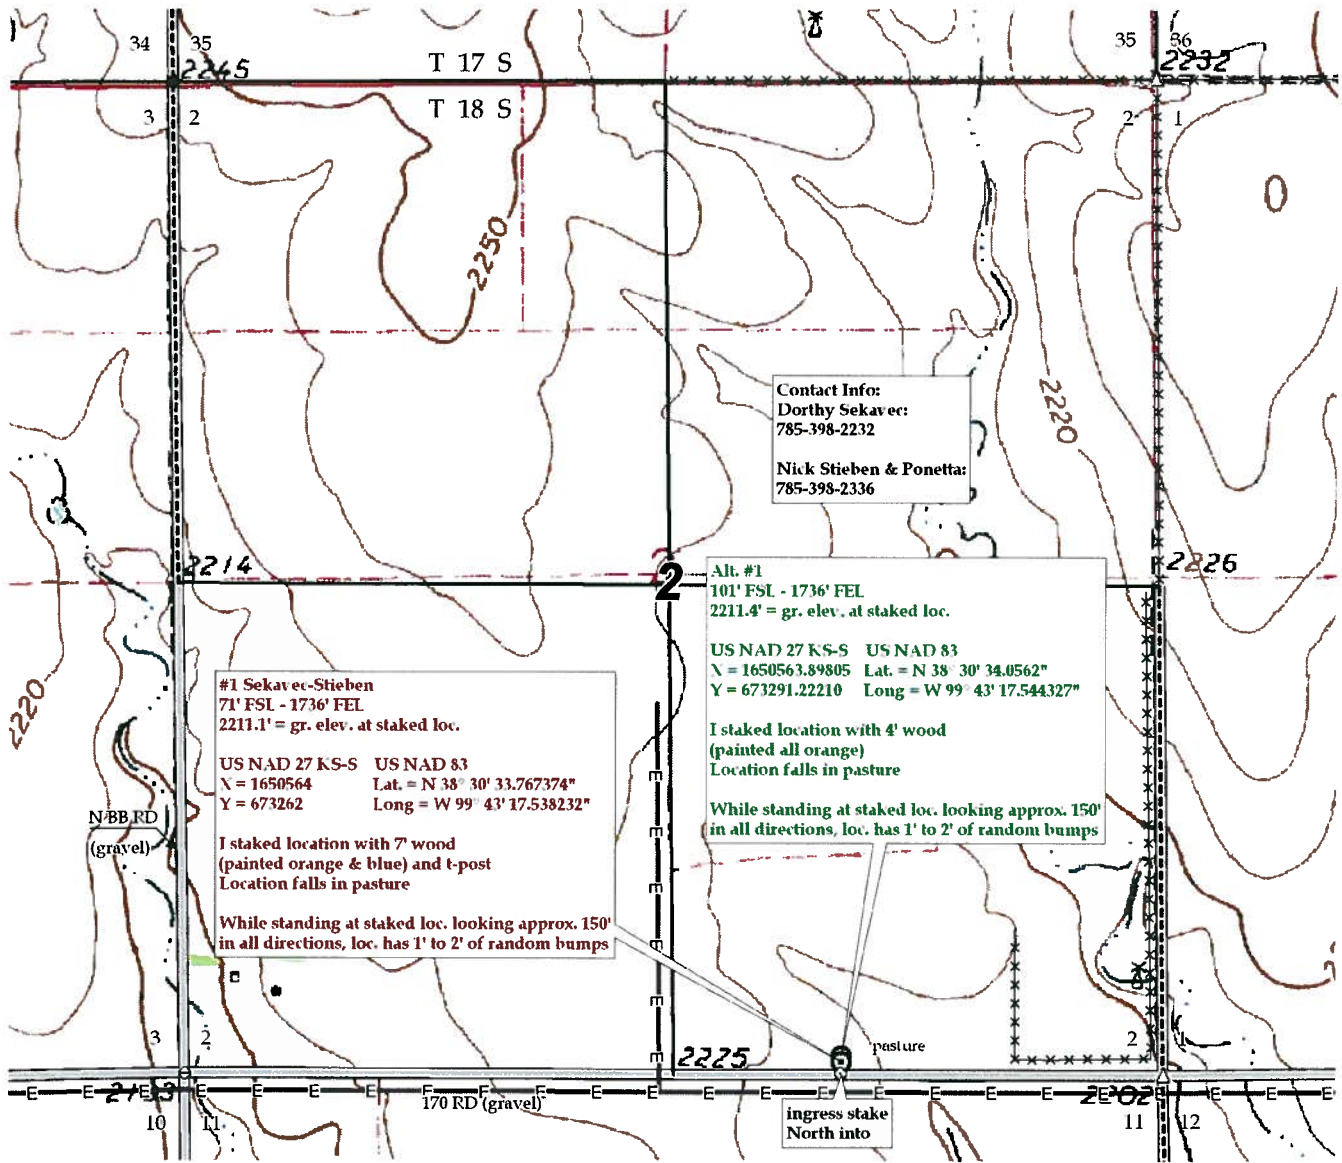 34 35
T 17 S
35 36
2245
2232
T 18 S
3 2
2 1
2250
2220
Contact Info:
Dorthy Sekavec:
785-398-2232
Nick Stieben & Ponetta:
785-398-2336
2214
2
2226
Alt. #1
101' FSL - 1736' FEL
2211.4' = gr. elev. at staked loc.
US NAD 27 KS-S US NAD 83
X = 1650563.89805 Lat. = N 38° 30' 34.0562"
Y = 673291.22210 Long = W 99° 43' 17.544327"
I staked location with 4' wood
(painted all orange)
Location falls in pasture
While standing at staked loc. looking approx. 150'
in all directions, loc. has 1' to 2' of random bumps
2220
#1 Sekavec-Stieben
71' FSL - 1736' FEL
2211.1' = gr. elev. at staked loc.
US NAD 27 KS-S US NAD 83
X = 1650564 Lat. = N 38° 30' 33.767374"
Y = 673262 Long = W 99° 43' 17.538232"
I staked location with 7' wood
(painted orange & blue) and t-post
Location falls in pasture
While standing at staked loc. looking approx. 150'
in all directions, loc. has 1' to 2' of random bumps
N BB RD
(gravel)
E
E
E
E
E
E
3 2
2 1
2225
pasture
E E E E E E E E E E E E E E E E E E
2202
170 RD (gravel)
10 11
11 12
ingress stake
North into